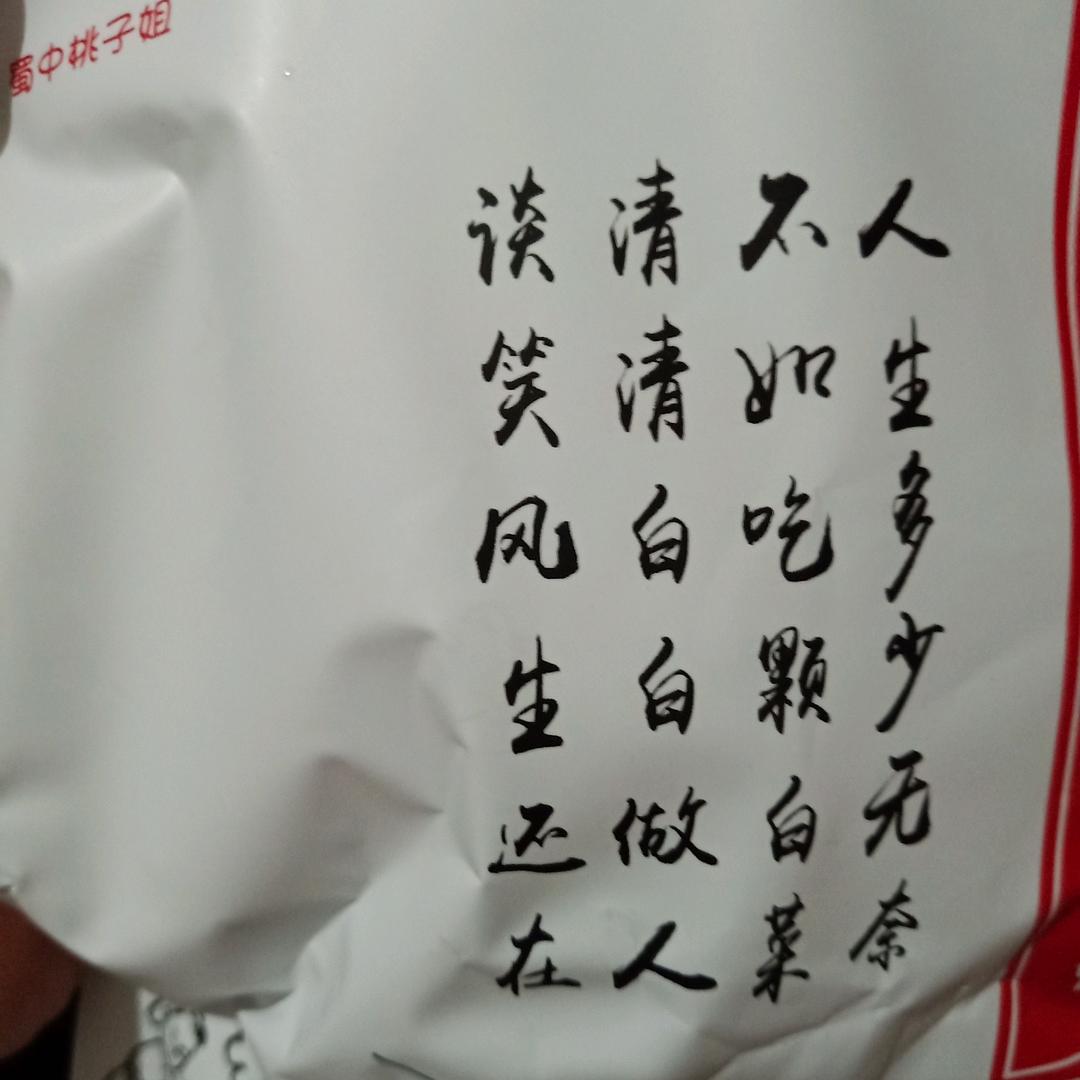 蜀中桃子姐
人生多少无奈
不如吃颗白菜
清清白白做人
谈笑风生还在